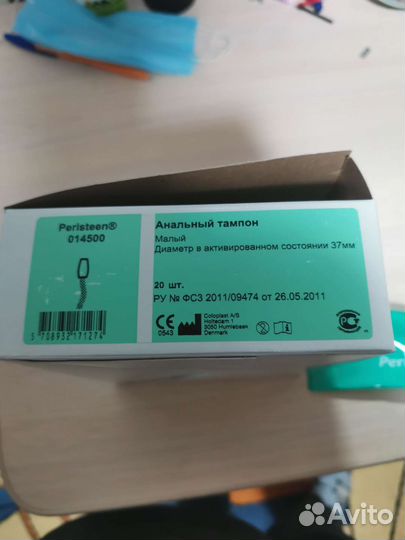 Peristeen®
014500
5 708932 171274
Анальный тампон
Малый
Диаметр в активированном состоянии 37мм
20 шт.
РУ № ФСЗ 2011/09474 от 26.05.2011
CE
0543
Coloplast A/S
Holtedam 1
3050 Humlebaek
Denmark
Peri
Avito